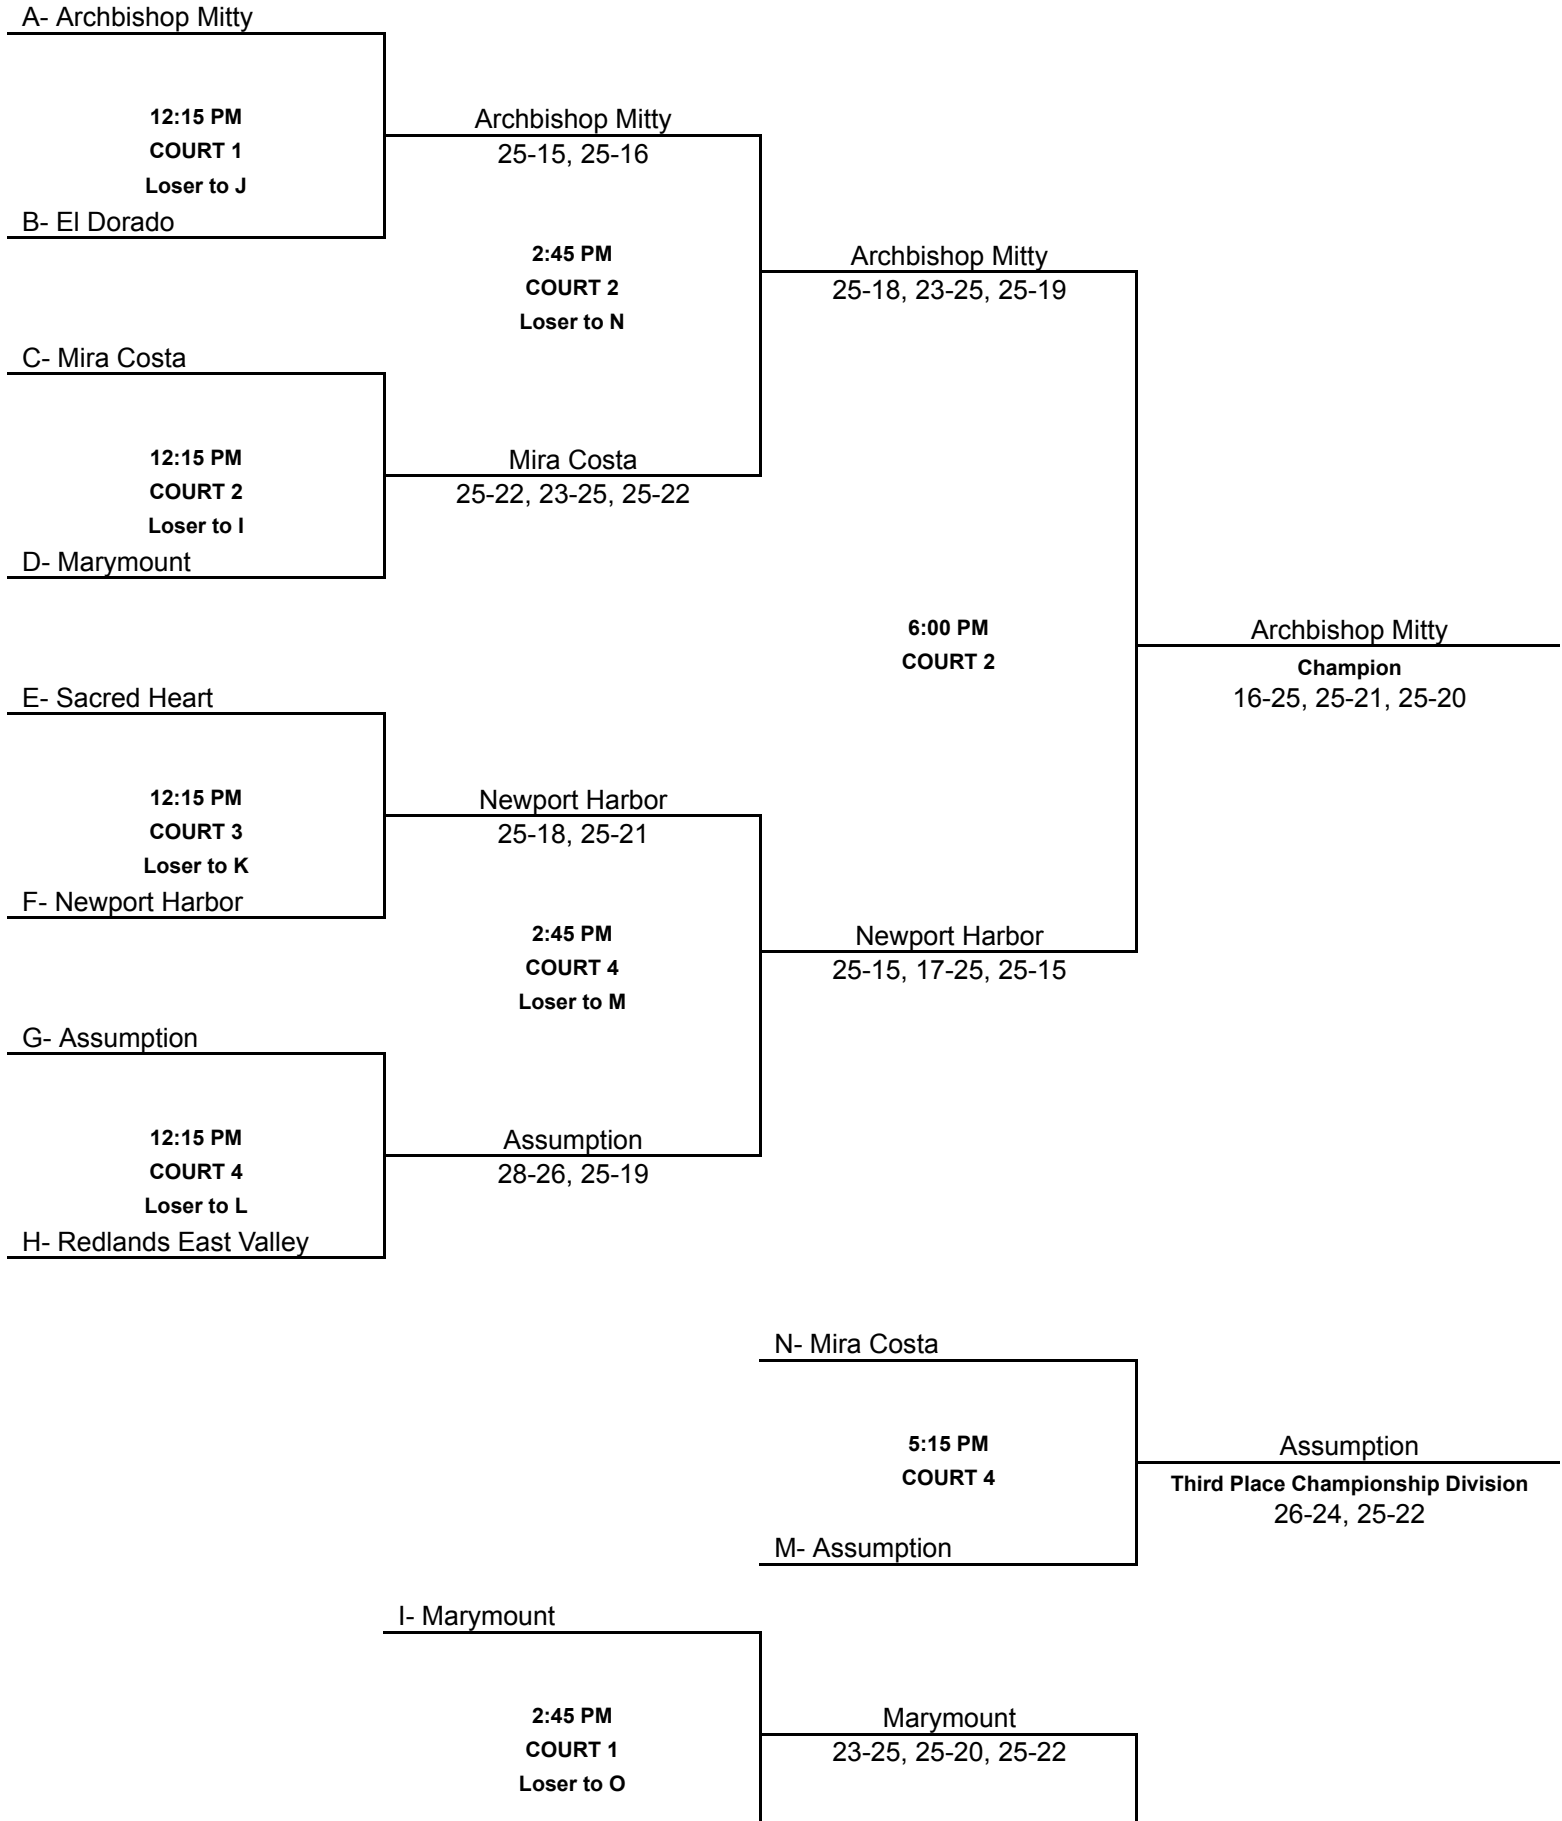 A- Archbishop Mitty
12:15 PM
COURT 1
Loser to J
B- El Dorado
Archbishop Mitty
25-15, 25-16
2:45 PM
COURT 2
Loser to N
Archbishop Mitty
25-18, 23-25, 25-19
C- Mira Costa
12:15 PM
COURT 2
Loser to I
D- Marymount
Mira Costa
25-22, 23-25, 25-22
6:00 PM
COURT 2
Archbishop Mitty
Champion
16-25, 25-21, 25-20
E- Sacred Heart
12:15 PM
COURT 3
Loser to K
F- Newport Harbor
Newport Harbor
25-18, 25-21
2:45 PM
COURT 4
Loser to M
Newport Harbor
25-15, 17-25, 25-15
G- Assumption
12:15 PM
COURT 4
Loser to L
H- Redlands East Valley
Assumption
28-26, 25-19
N- Mira Costa
5:15 PM
COURT 4
M- Assumption
Assumption
Third Place Championship Division
26-24, 25-22
I- Marymount
2:45 PM
COURT 1
Loser to O
Marymount
23-25, 25-20, 25-22